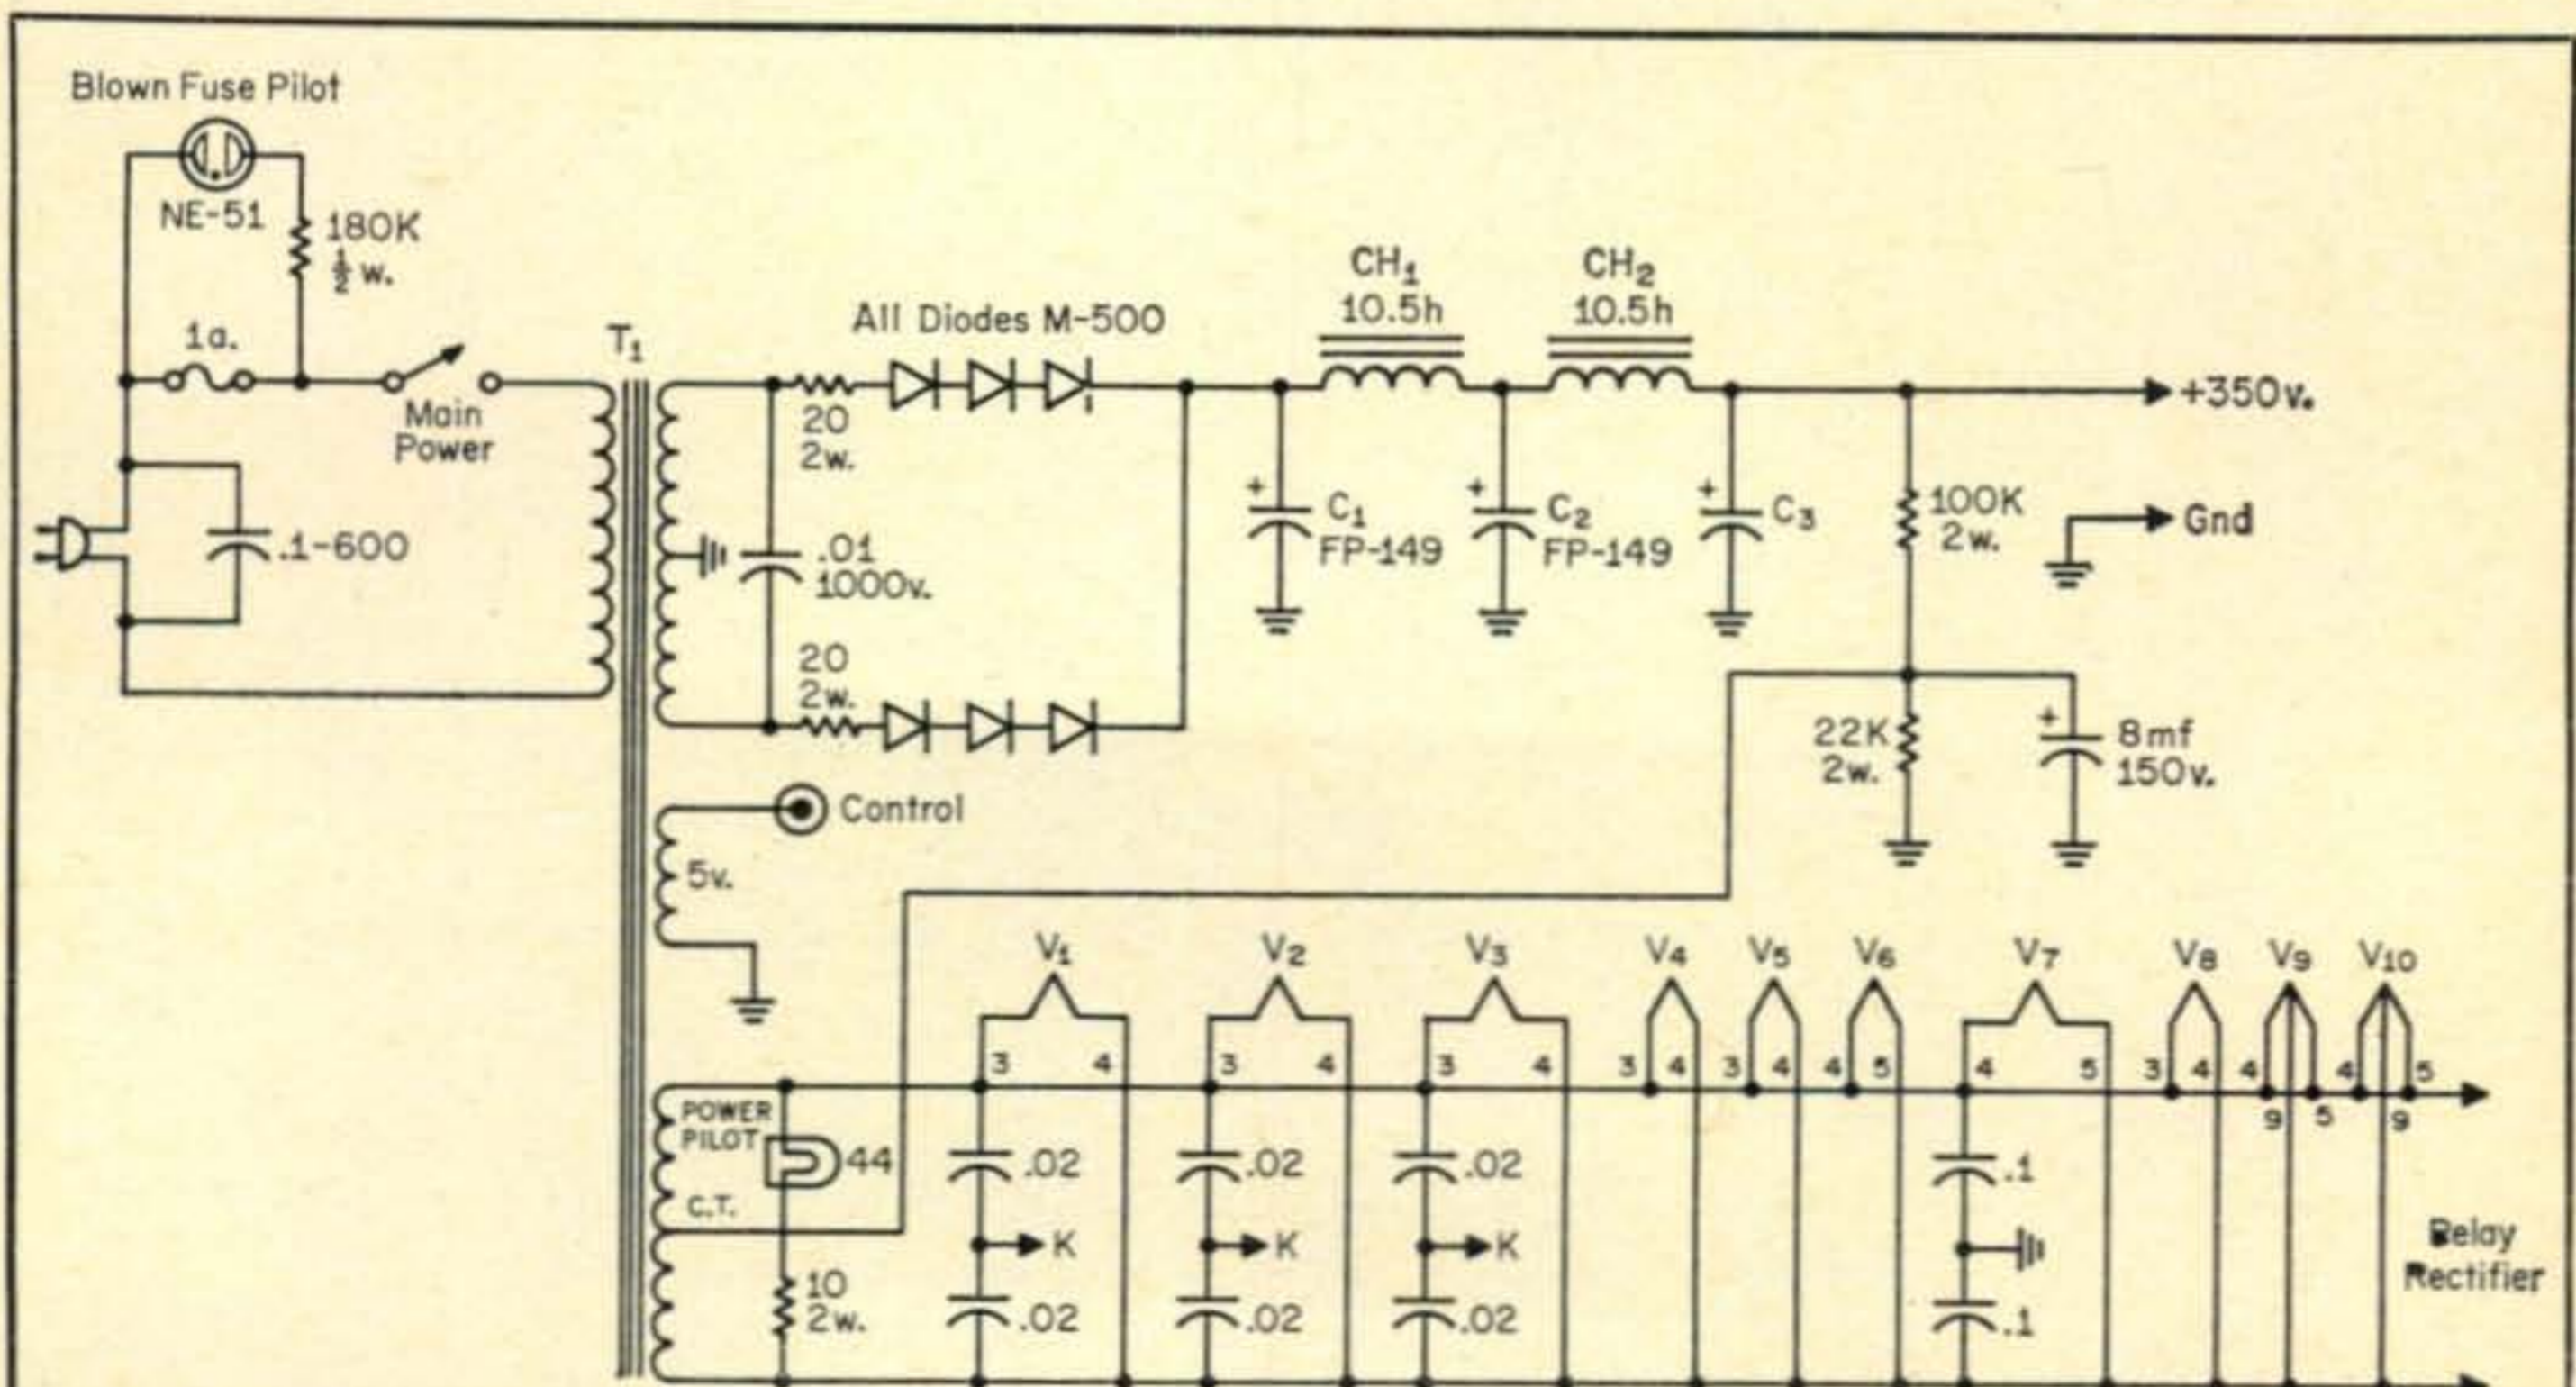 Blown Fuse Pilot
NE-51
180K
½ w.
1a.
Main
Power
.1-600
T1
20
2w.
All Diodes M-500
.01
1000v.
20
2w.
CH1
10.5h
CH2
10.5h
+
C1
FP-149
+
C2
FP-149
+
C3
+350v.
100K
2w.
Gnd
22K
2w.
+
8mf
150v.
Control
5v.
V1
V2
V3
V4
V5
V6
V7
V8
V9
V10
3 4
3 4
3 4
3 4
3 4
4 5
4 5
3 4
4 9 5
4 9 5
POWER
PILOT
44
C.T.
10
2w.
.02
K
.02
.02
K
.02
.02
K
.02
.1
.1
Relay
Rectifier